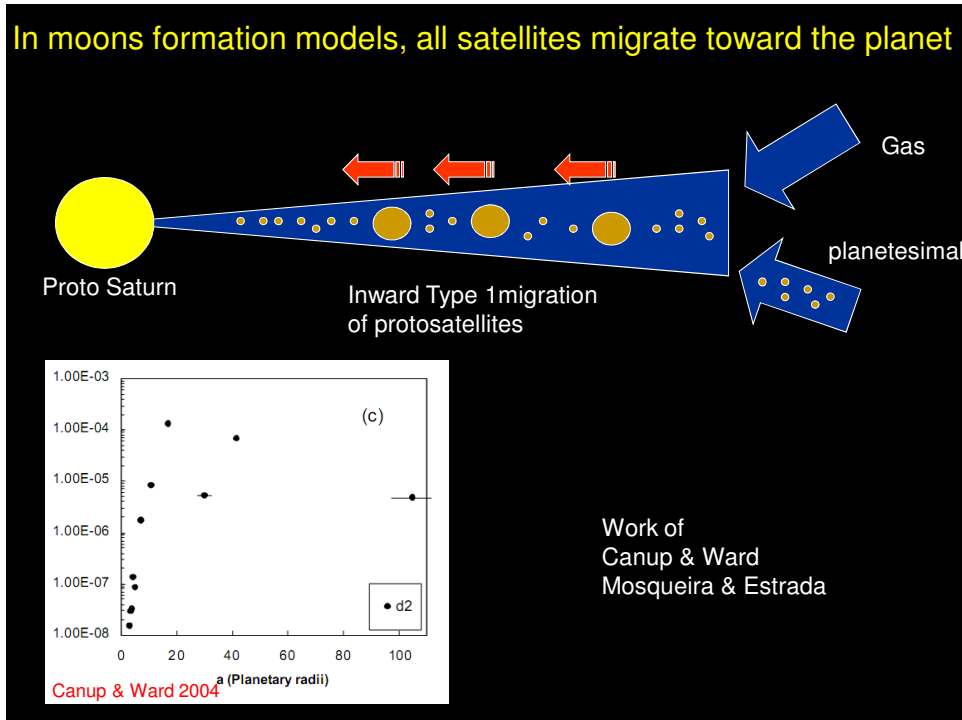 In moons formation models, all satellites migrate toward the planet
Gas
planetesimal
Proto Saturn
Inward Type 1migration
of protosatellites
1.00E-03
(c)
1.00E-04
1.00E-05
1.00E-06
1.00E-07
d2
1.00E-08
0 20 40 60 80 100
a (Planetary radii)
Canup & Ward 2004
Work of
Canup & Ward
Mosqueira & Estrada